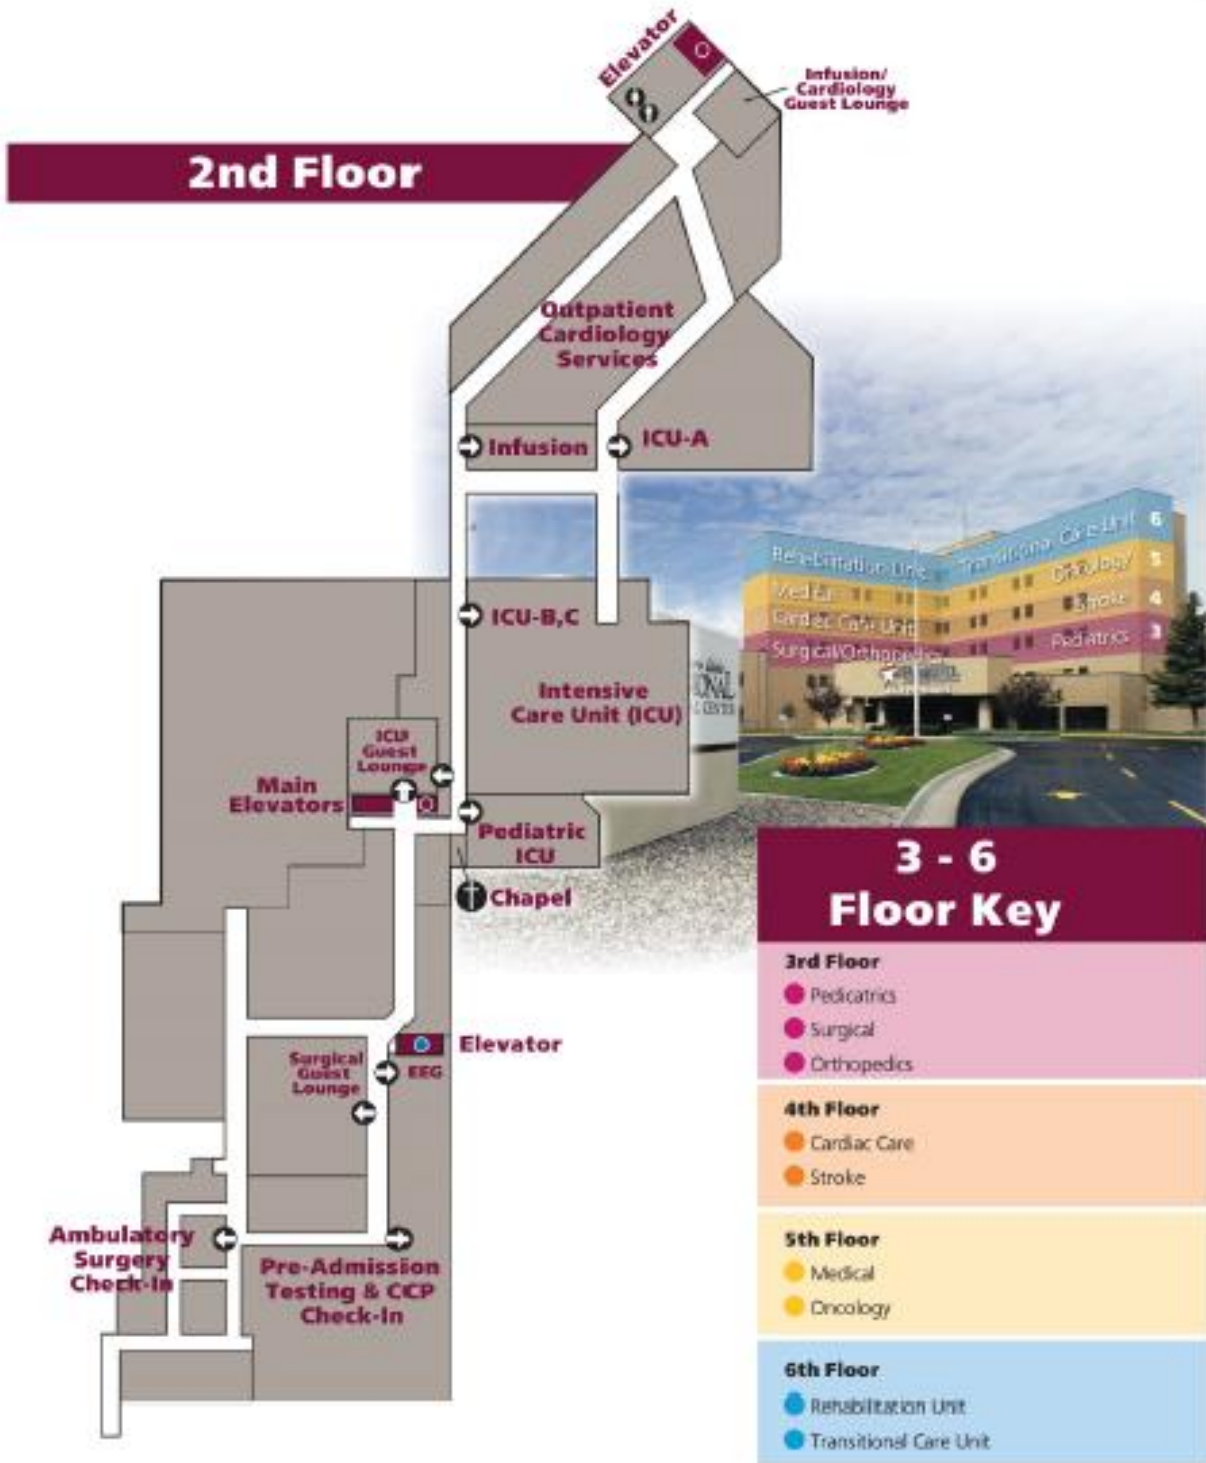 Elevator
Infusion/
Cardiology
Guest Lounge
2nd Floor
Outpatient
Cardiology
Services
Infusion
ICU-A
ICU-B,C
Intensive
Care Unit (ICU)
ICU
Guest
Lounge
Main
Elevators
Pediatric
ICU
Chapel
Elevator
EEG
Surgical
Guest
Lounge
Ambulatory
Surgery
Check-In
Pre-Admission
Testing & CCP
Check-In
Rehabilitation Unit
Transitional Care Unit 6
Medical
Oncology 5
Cardiac Care Unit
Stroke 4
Surgical/Orthopedics
Pediatrics 3
3 - 6
Floor Key
3rd Floor
Pedicatrics
Surgical
Orthopedics
4th Floor
Cardiac Care
Stroke
5th Floor
Medical
Oncology
6th Floor
Rehabilitation Unit
Transitional Care Unit